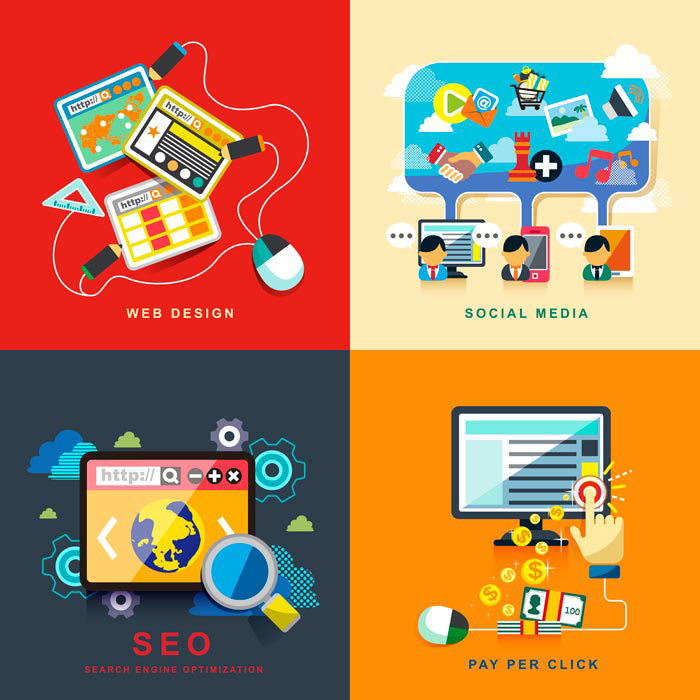 http://
http://
http://
WEB DESIGN
@
SOCIAL MEDIA
http://
SEO
SEARCH ENGINE OPTIMIZATION
$
$
$
$
$
100
PAY PER CLICK